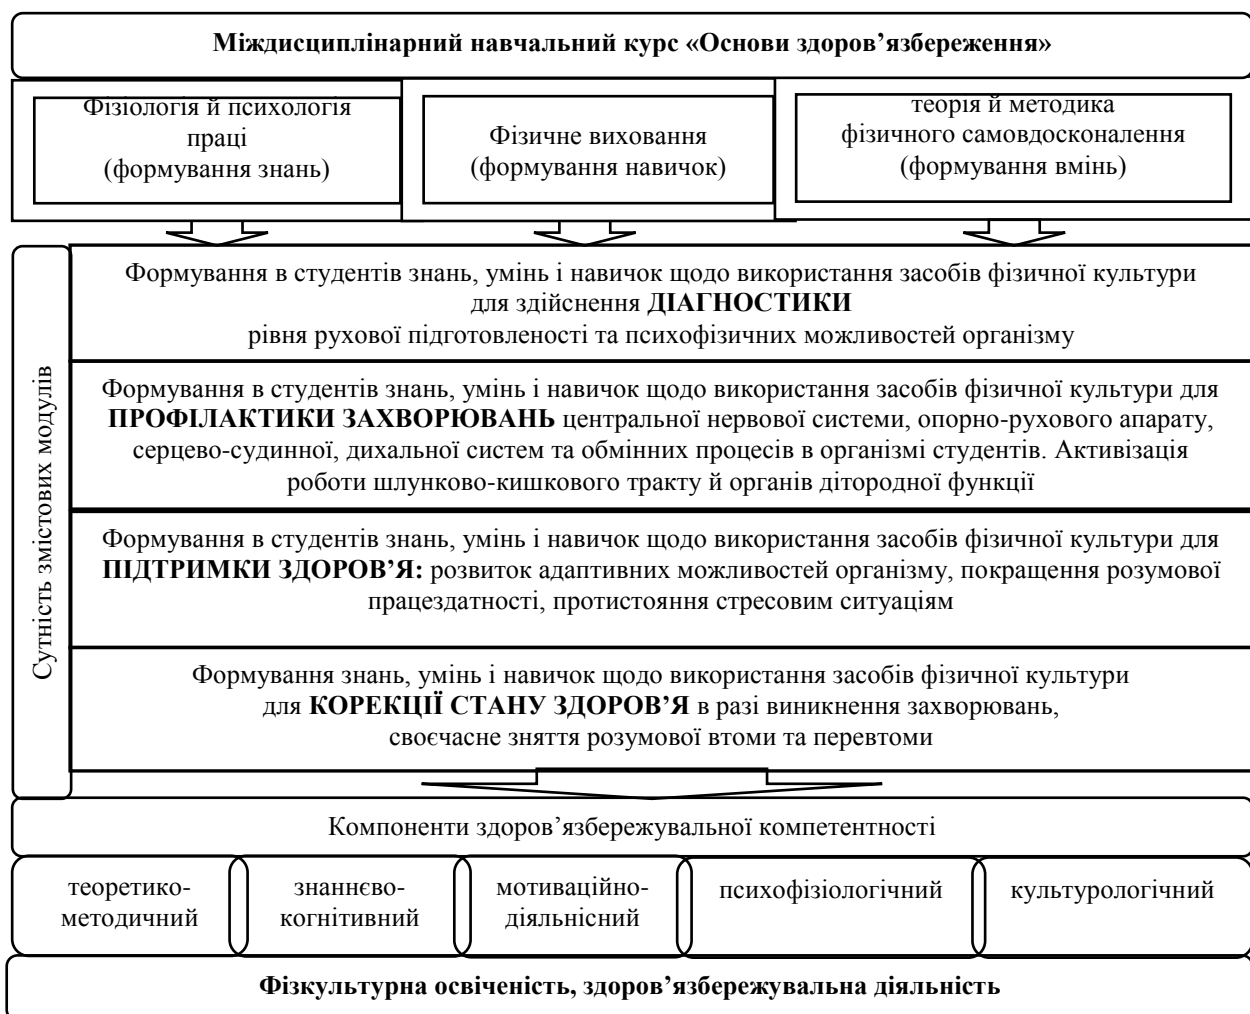 Міждисциплінарний навчальний курс «Основи здоров’язбереження»
Фізіологія й психологія
праці
(формування знань)
Фізичне виховання
(формування навичок)
теорія й методика
фізичного самовдосконалення
(формування вмінь)
Сутність змістових модулів
Формування в студентів знань, умінь і навичок щодо використання засобів фізичної культури
для здійснення ДІАГНОСТИКИ
рівня рухової підготовленості та психофізичних можливостей організму
Формування в студентів знань, умінь і навичок щодо використання засобів фізичної культури для
ПРОФІЛАКТИКИ ЗАХВОРЮВАНЬ центральної нервової системи, опорно-рухового апарату,
серцево-судинної, дихальної систем та обмінних процесів в організмі студентів. Активізація
роботи шлунково-кишкового тракту й органів дітородної функції
Формування в студентів знань, умінь і навичок щодо використання засобів фізичної культури для
ПІДТРИМКИ ЗДОРОВ’Я: розвиток адаптивних можливостей організму, покращення розумової
працездатності, протистояння стресовим ситуаціям
Формування знань, умінь і навичок щодо використання засобів фізичної культури
для КОРЕКЦІЇ СТАНУ ЗДОРОВ’Я в разі виникнення захворювань,
своєчасне зняття розумової втоми та перевтоми
Компоненти здоров’язбережувальної компетентності
теоретико-
методичний
знаннєво-
когнітивний
мотиваційно-
діяльнісний
психофізіологічний
культурологічний
Фізкультурна освіченість, здоров’язбережувальна діяльність